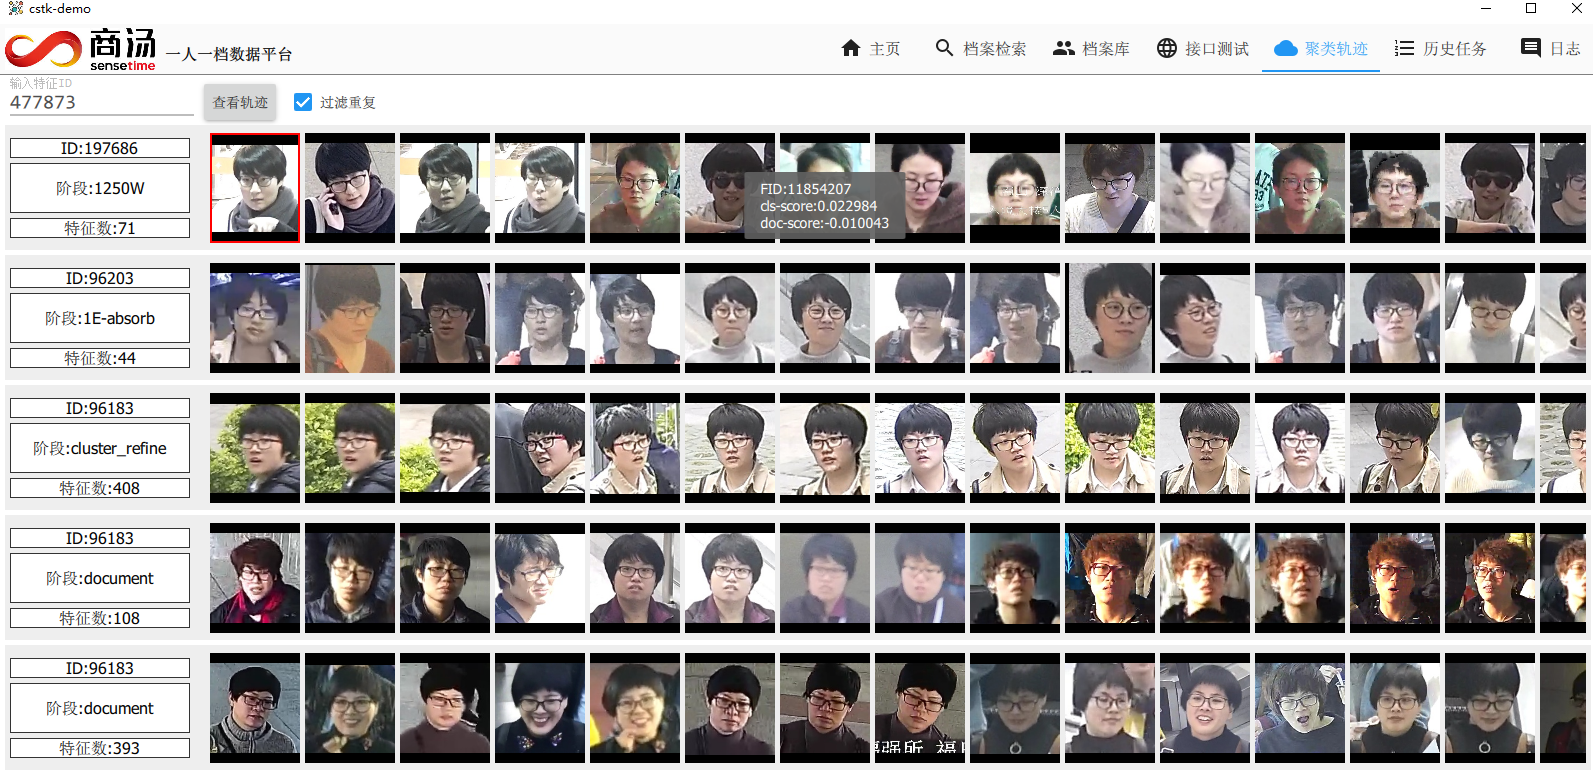 cstk-demo
商汤
sensetime
一人一档数据平台
主页
档案检索
档案库
接口测试
聚类轨迹
历史任务
日志
输入特征ID
477873
查看轨迹
过滤重复
ID:197686
阶段:1250W
特征数:71
FID:11854207
cls-score:0.022984
doc-score:-0.010043
ID:96203
阶段:1E-absorb
特征数:44
ID:96183
阶段:cluster_refine
特征数:408
ID:96183
阶段:document
特征数:108
ID:96183
阶段:document
特征数:393